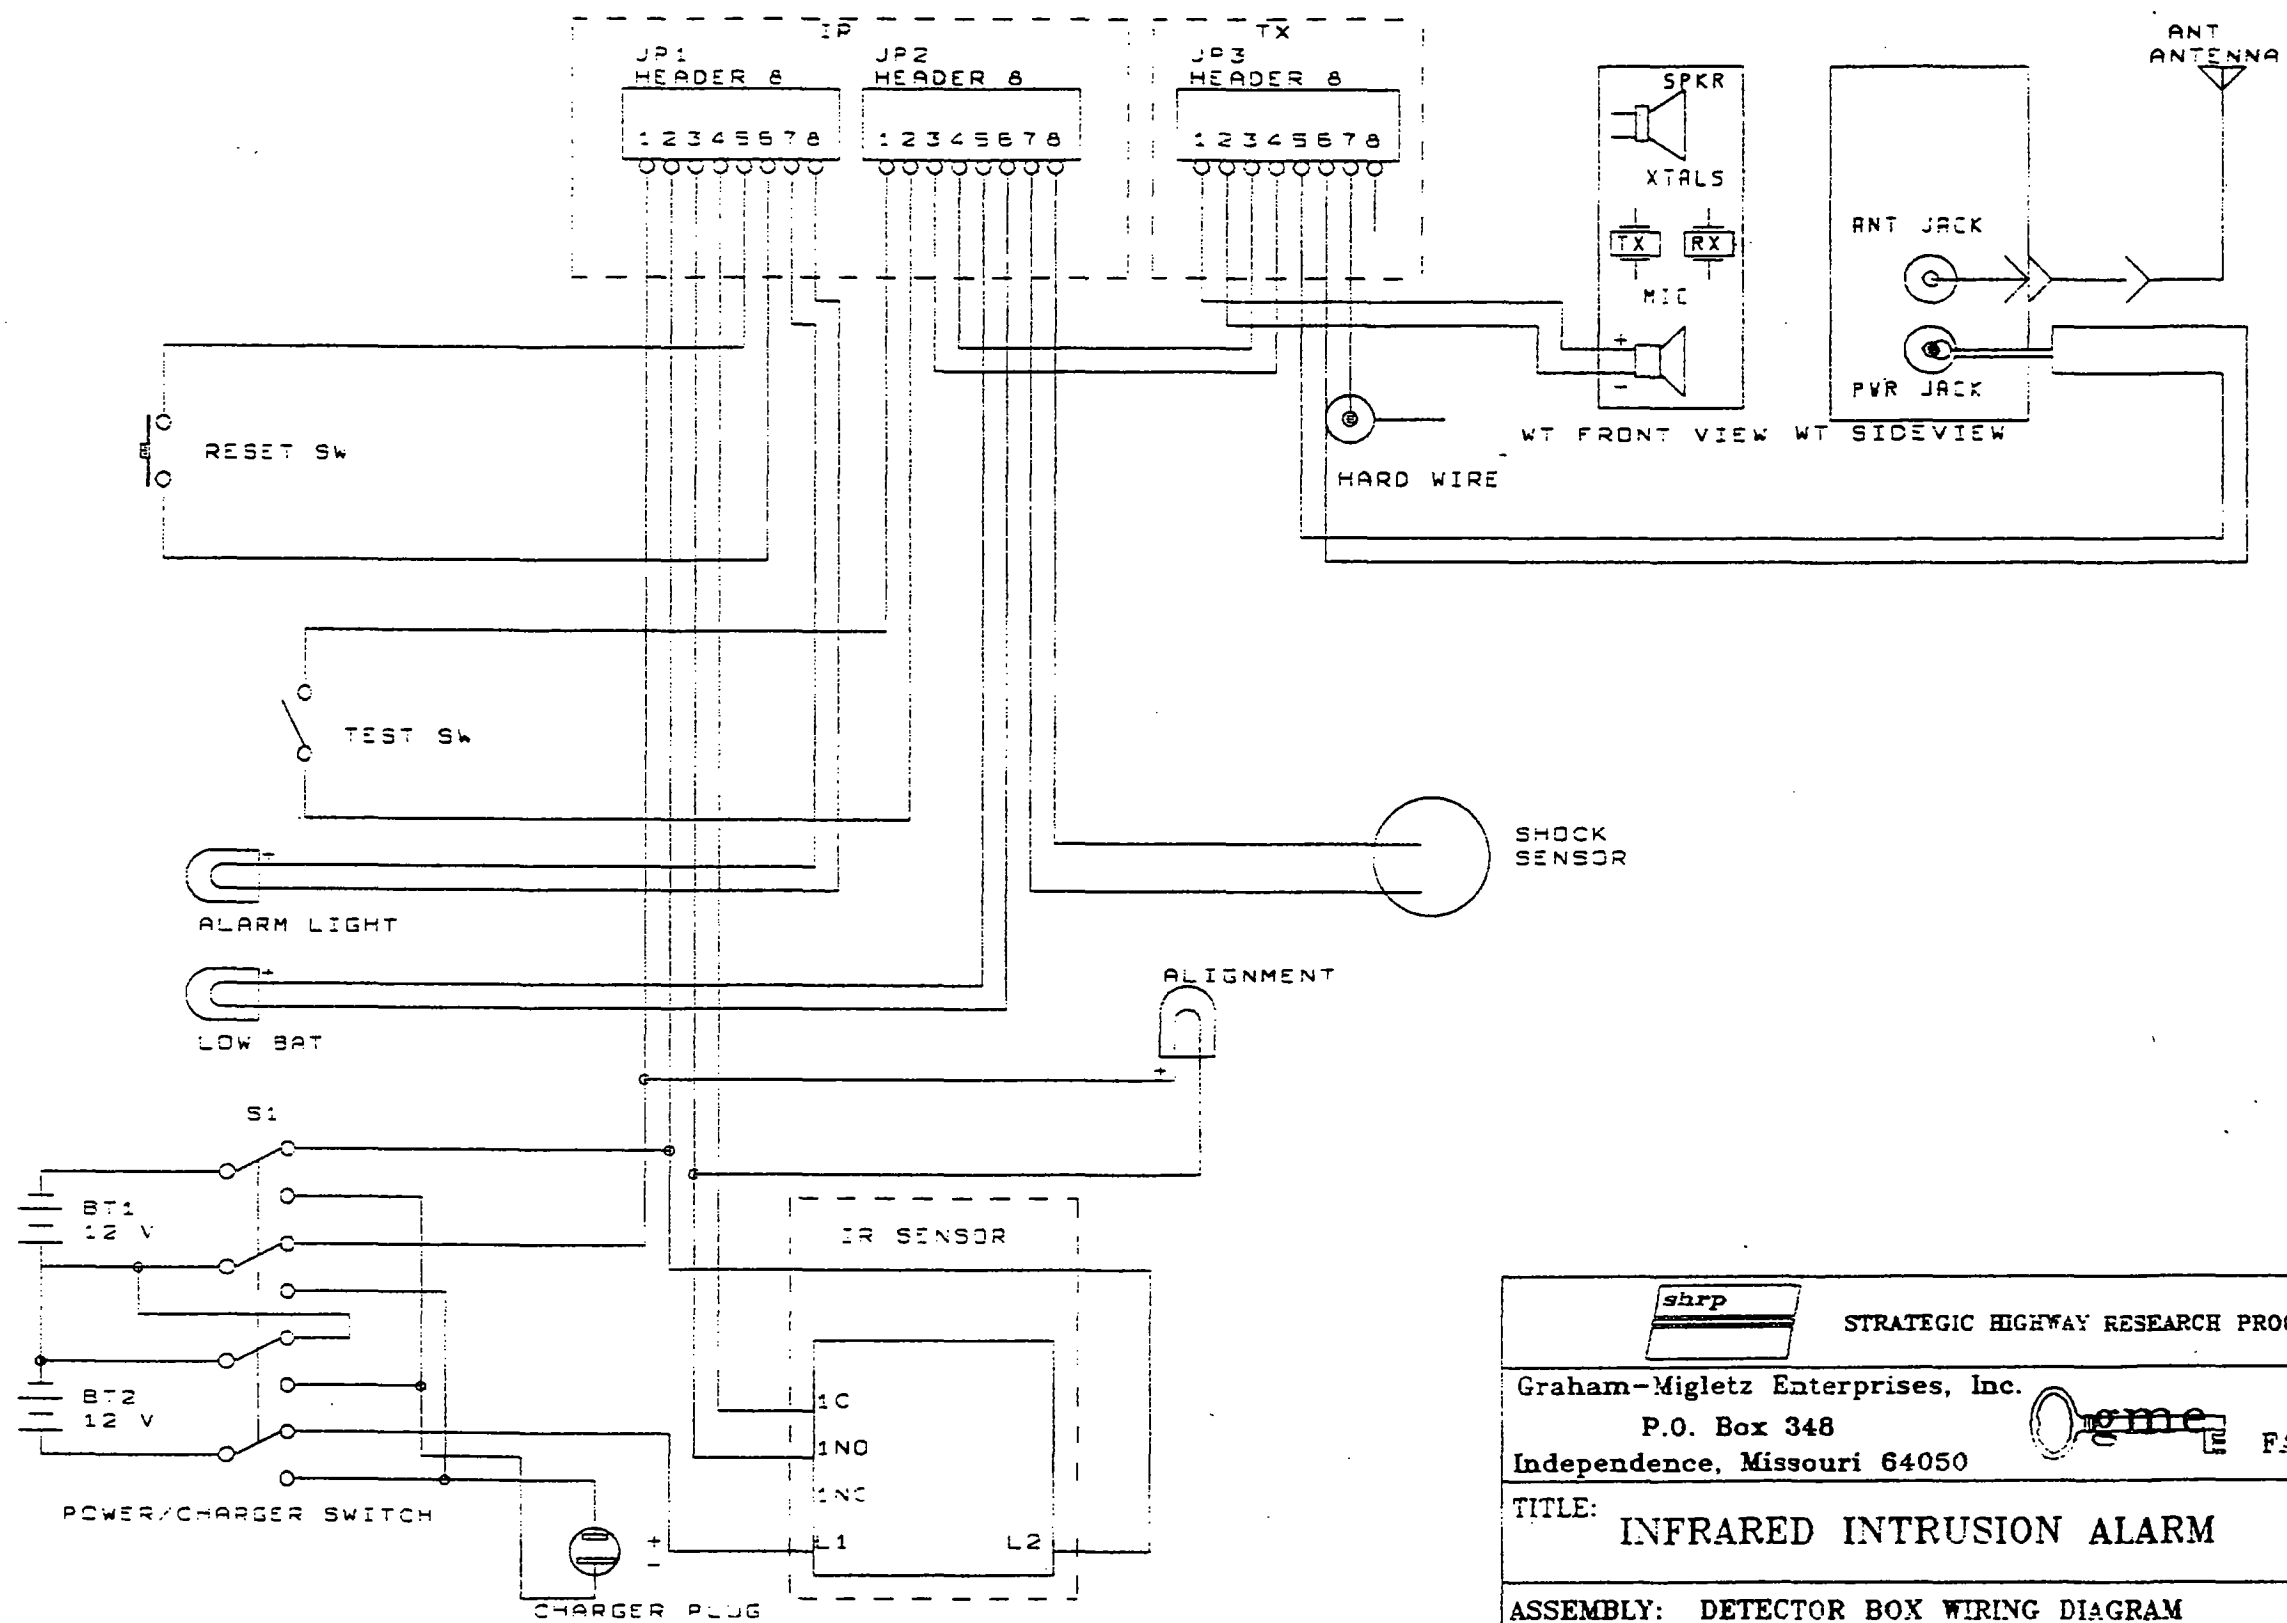 IP
TX
JP1
HEADER 8
JP2
HEADER 8
JP3
HEADER 8
1 2 3 4 5 6 7 8
1 2 3 4 5 6 7 8
1 2 3 4 5 6 7 8
SPKR
XTALS
TX
RX
MIC
+
-
WT FRONT VIEW
ANT JACK
PWR JACK
WT SIDEVIEW
ANT
ANTENNA
HARD WIRE
RESET SW
TEST SW
+
ALARM LIGHT
+
LOW BAT
SHOCK
SENSOR
ALIGNMENT
+
S1
BT1
12 V
BT2
12 V
POWER/CHARGER SWITCH
+
-
CHARGER PLUG
IR SENSOR
1C
1NO
1NC
L1
L2
shrp
STRATEGIC HIGHWAY RESEARCH
Graham-Migletz Enterprises, Inc.
P.O. Box 348
Independence, Missouri 64050
gme
TITLE:
INFRARED INTRUSION ALARM
ASSEMBLY: DETECTOR BOX WIRING DIAGRAM